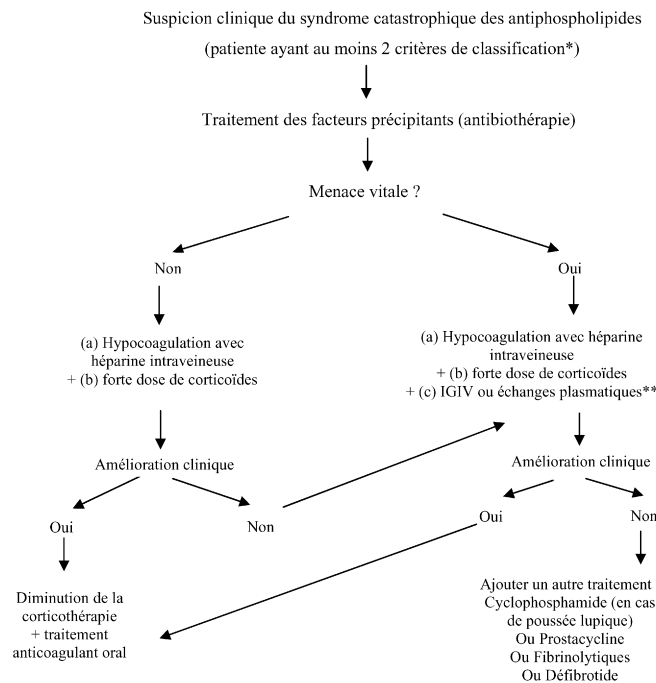 Suspicion clinique du syndrome catastrophique des antiphospholipides
(patiente ayant au moins 2 critères de classification*)
Traitement des facteurs précipitants (antibiothérapie)
Menace vitale ?
Non
Oui
(a) Hypocoagulation avec
héparine intraveineuse
+ (b) forte dose de corticoïdes
(a) Hypocoagulation avec héparine
intraveineuse
+ (b) forte dose de corticoïdes
+ (c) IGIV ou échanges plasmatiques**
Amélioration clinique
Amélioration clinique
Oui
Non
Oui
Non
Diminution de la
corticothérapie
+ traitement
anticoagulant oral
Ajouter un autre traitement
Cyclophosphamide (en cas
de poussée lupique)
Ou Prostacycline
Ou Fibrinolytiques
Ou Défibrotide